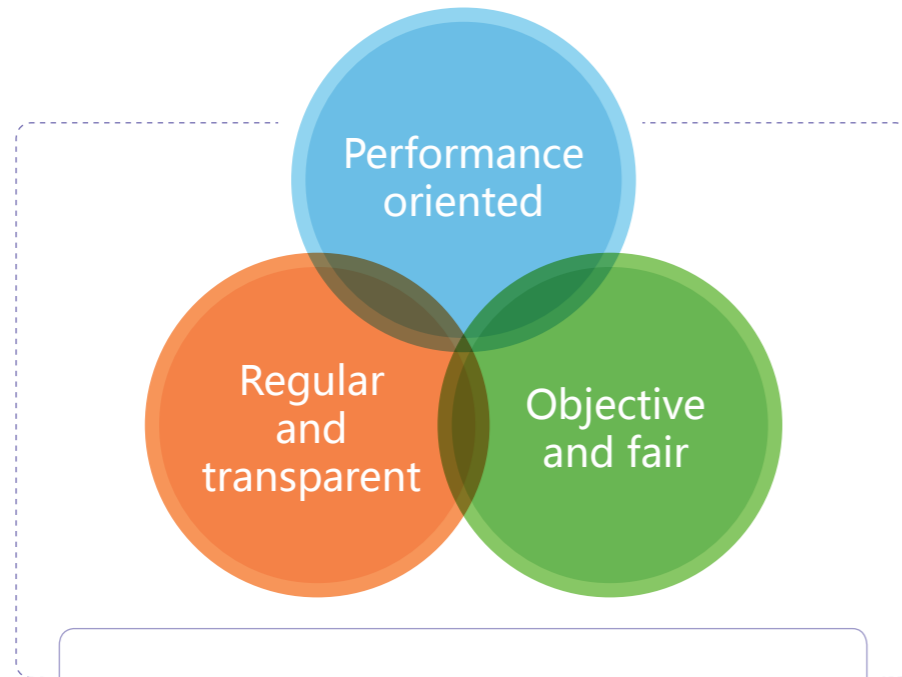 Performance
oriented
Regular
and
transparent
Objective
and fair